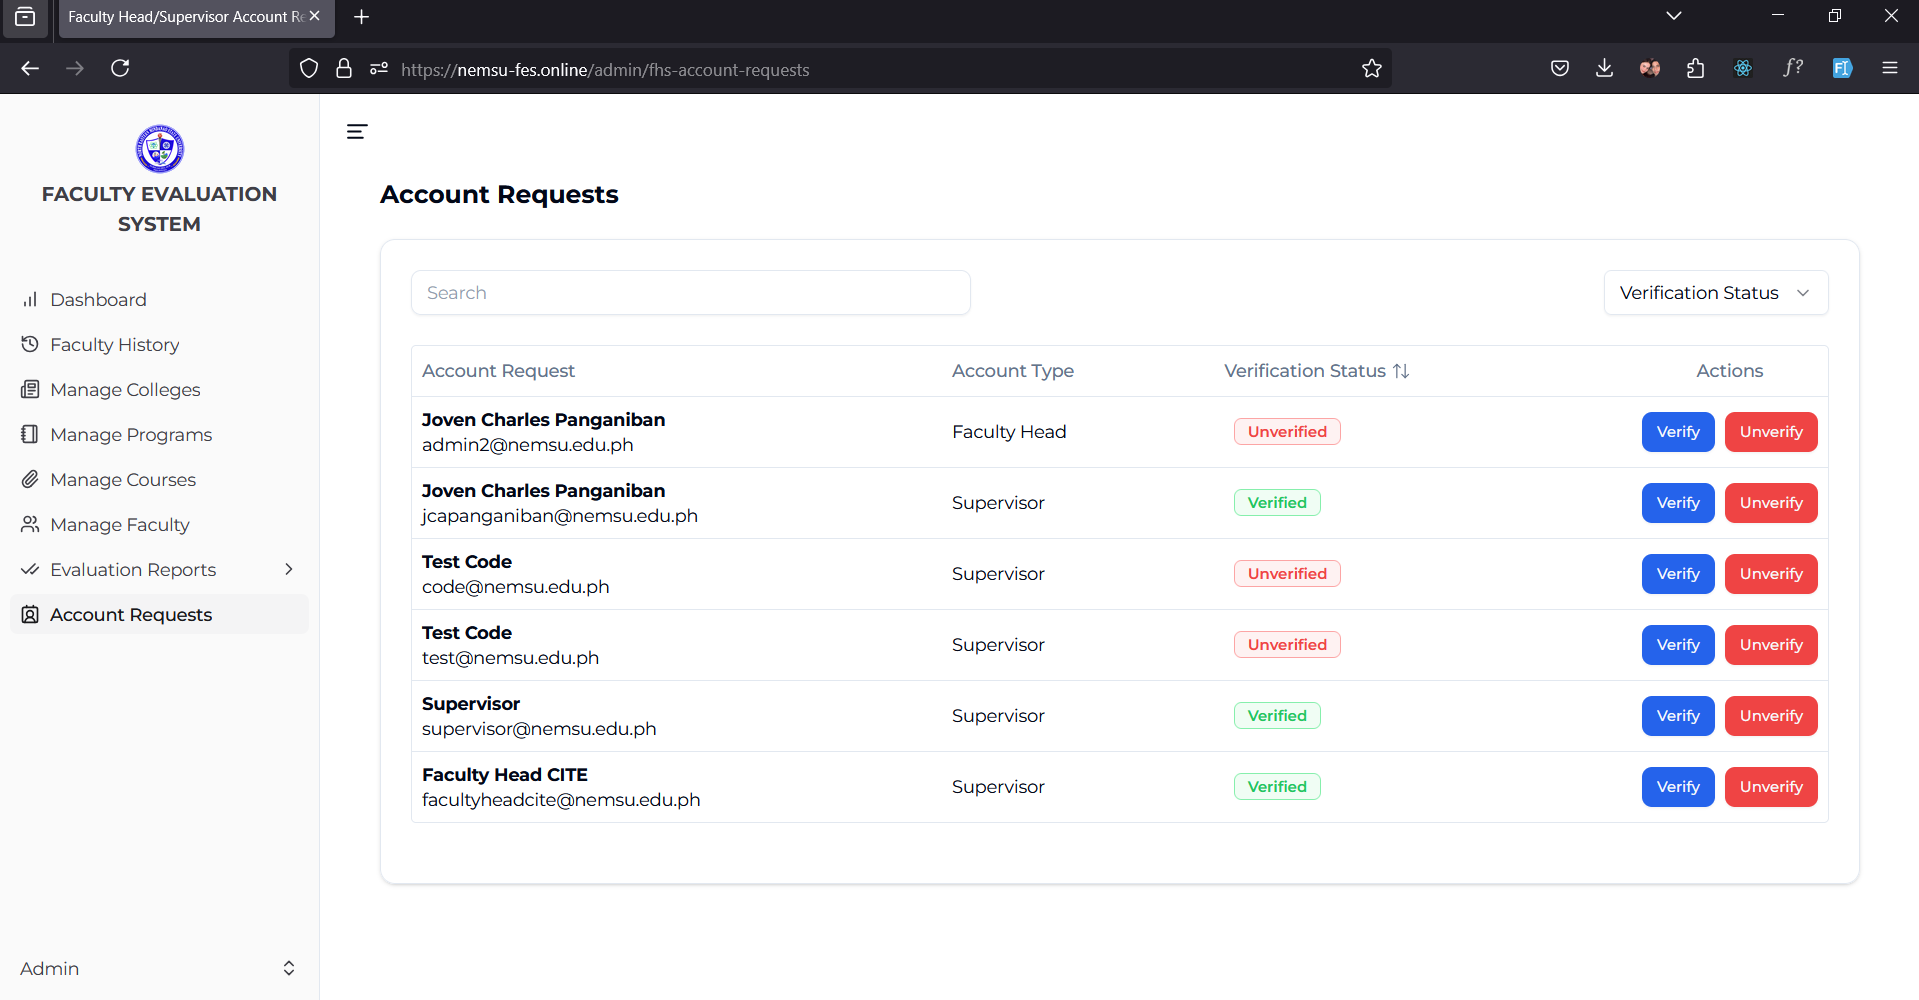 Faculty Head/Supervisor Account Re
https://nemsu-fes.online/admin/fhs-account-requests
f?
FI
FACULTY EVALUATION
SYSTEM
Dashboard
Faculty History
Manage Colleges
Manage Programs
Manage Courses
Manage Faculty
Evaluation Reports
Account Requests
Admin
Account Requests
Search
Verification Status
Account Request Account Type Verification Status Actions
Joven Charles Panganiban
admin2@nemsu.edu.ph
Faculty Head Unverified Verify Unverify
Joven Charles Panganiban
jcapanganiban@nemsu.edu.ph
Supervisor Verified Verify Unverify
Test Code
code@nemsu.edu.ph
Supervisor Unverified Verify Unverify
Test Code
test@nemsu.edu.ph
Supervisor Unverified Verify Unverify
Supervisor
supervisor@nemsu.edu.ph
Supervisor Verified Verify Unverify
Faculty Head CITE
facultyheadcite@nemsu.edu.ph
Supervisor Verified Verify Unverify